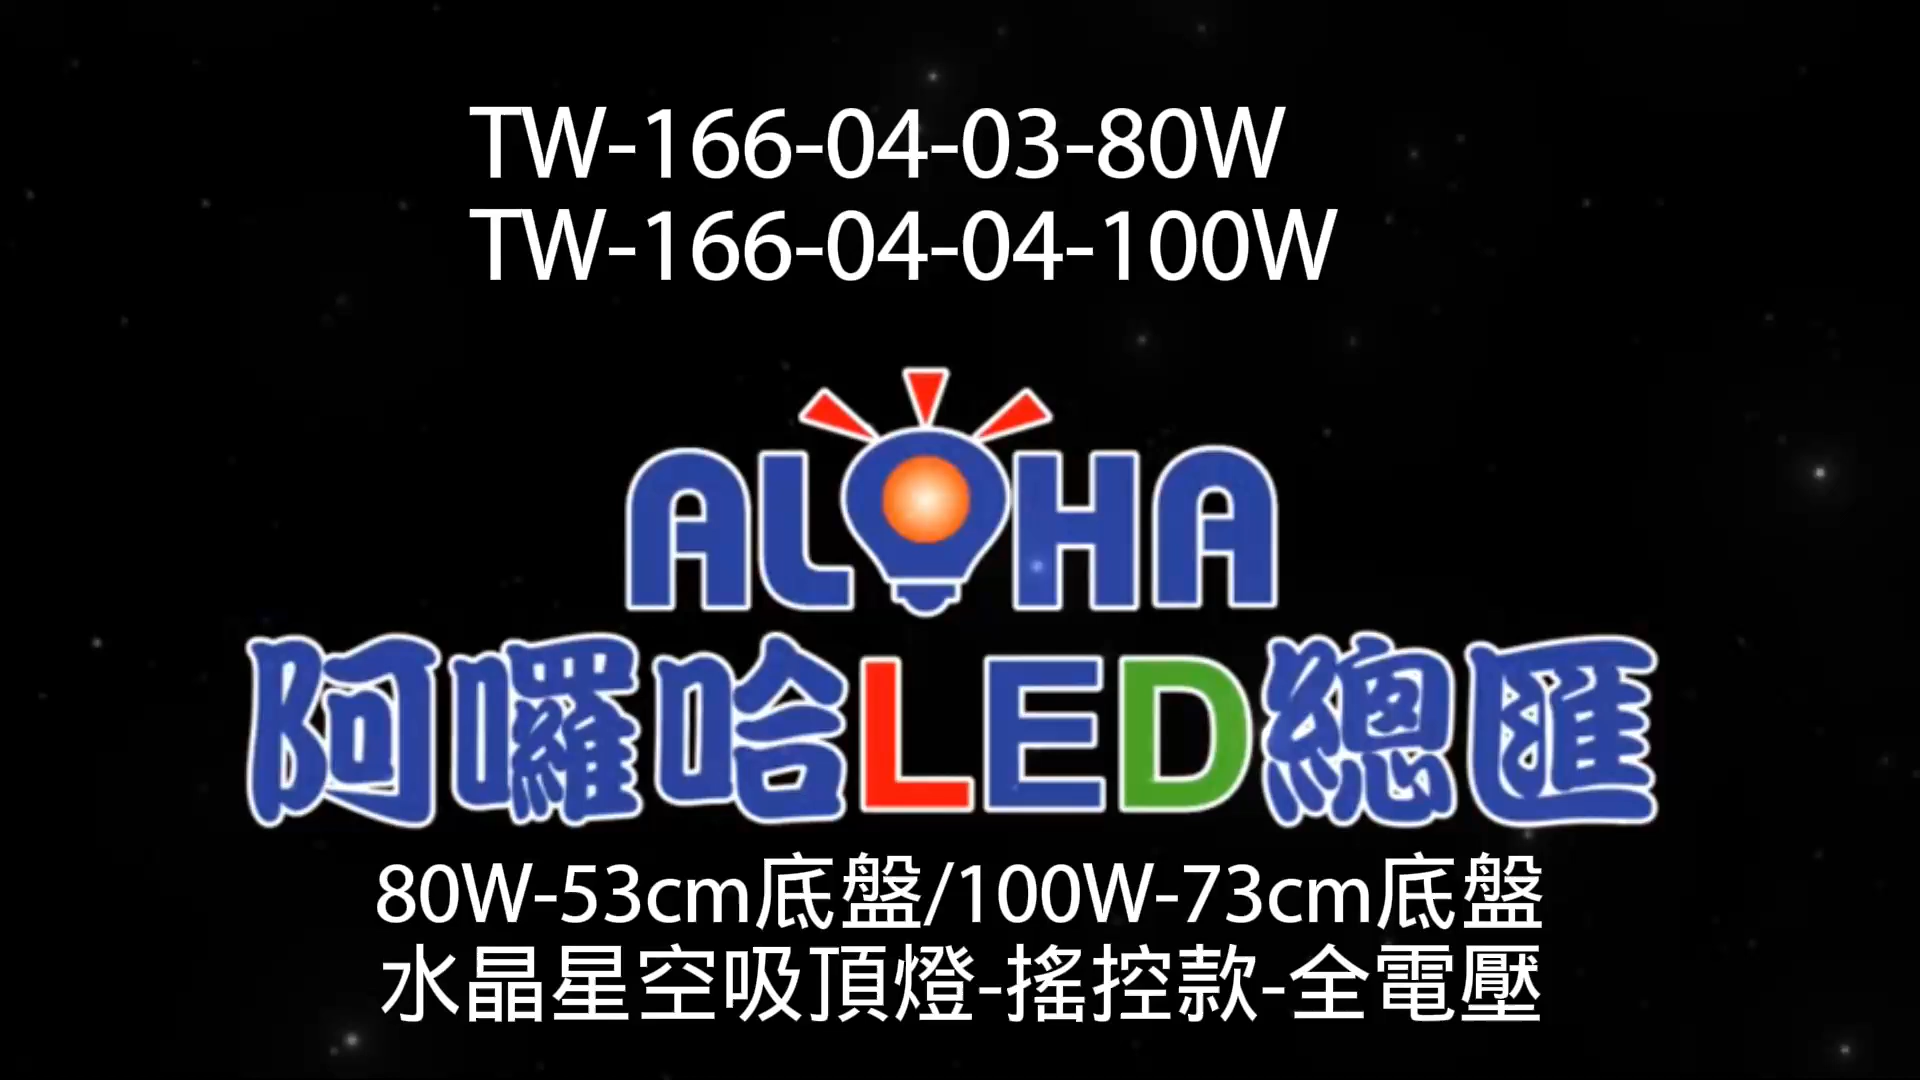 TW-166-04-03-80W
TW-166-04-04-100W
ALOHA
阿囉哈LED總匯
80W-53cm底盤/100W-73cm底盤
水晶星空吸頂燈-搖控款-全電壓